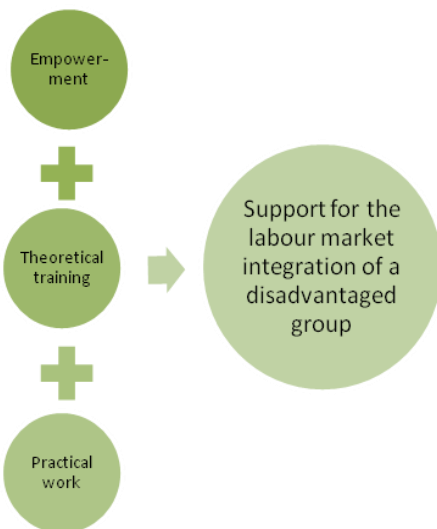 Empower-
ment
Theoretical
training
Practical
work
Support for the
labour market
integration of a
disadvantaged
group